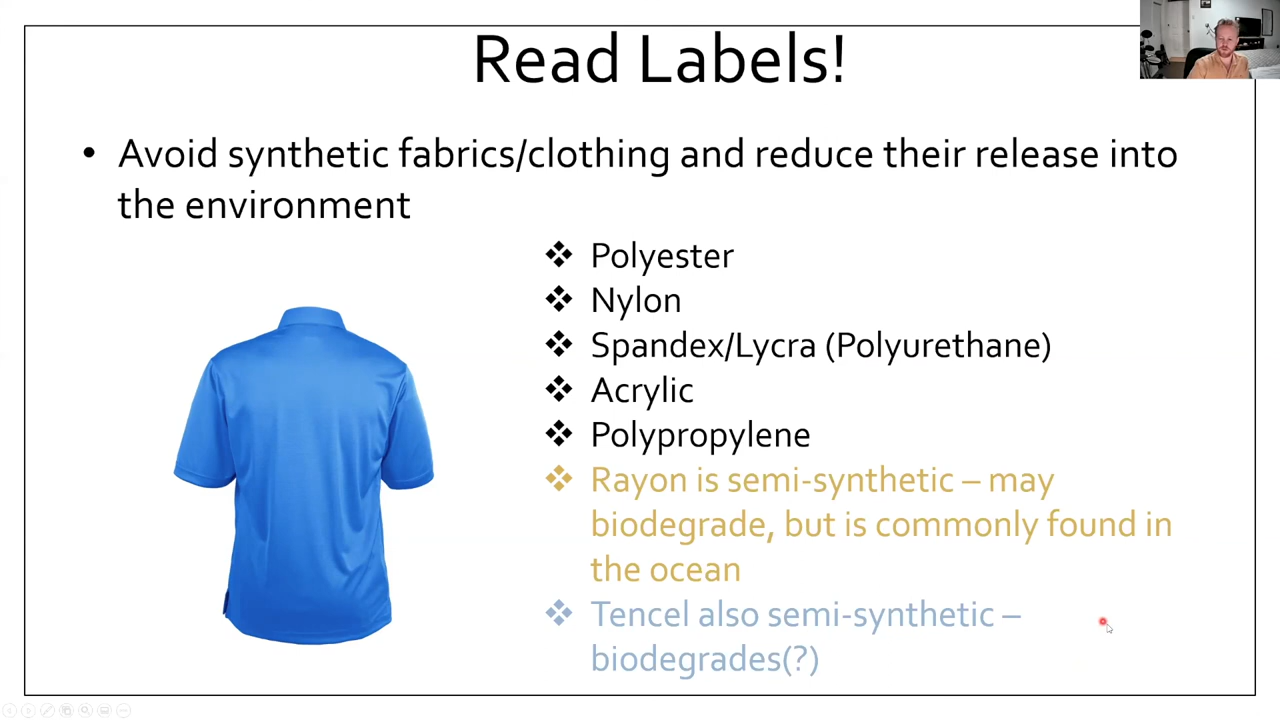 Read Labels!
• Avoid synthetic fabrics/clothing and reduce their release into
the environment
❖ Polyester
❖ Nylon
❖ Spandex/Lycra (Polyurethane)
❖ Acrylic
❖ Polypropylene
❖ Rayon is semi-synthetic – may
biodegrade, but is commonly found in
the ocean
❖ Tencel also semi-synthetic –
biodegrades(?)